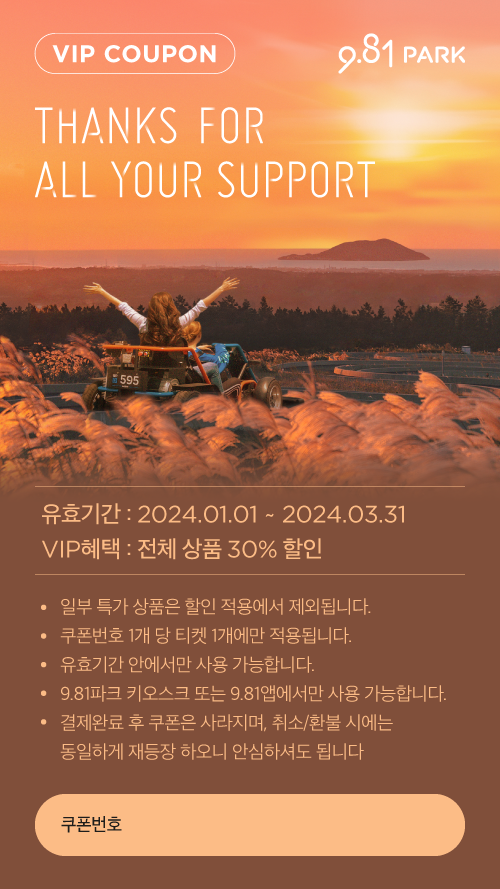 VIP COUPON
9.81 PARK
THANKS FOR
ALL YOUR SUPPORT
595
유효기간 : 2024.01.01 ~ 2024.03.31
VIP혜택 : 전체 상품 30% 할인
• 일부 특가 상품은 할인 적용에서 제외됩니다.
• 쿠폰번호 1개 당 티켓 1개에만 적용됩니다.
• 유효기간 안에서만 사용 가능합니다.
• 9.81파크 키오스크 또는 9.81앱에서만 사용 가능합니다.
• 결제완료 후 쿠폰은 사라지며, 취소/환불 시에는
동일하게 재등장 하오니 안심하셔도 됩니다
쿠폰번호